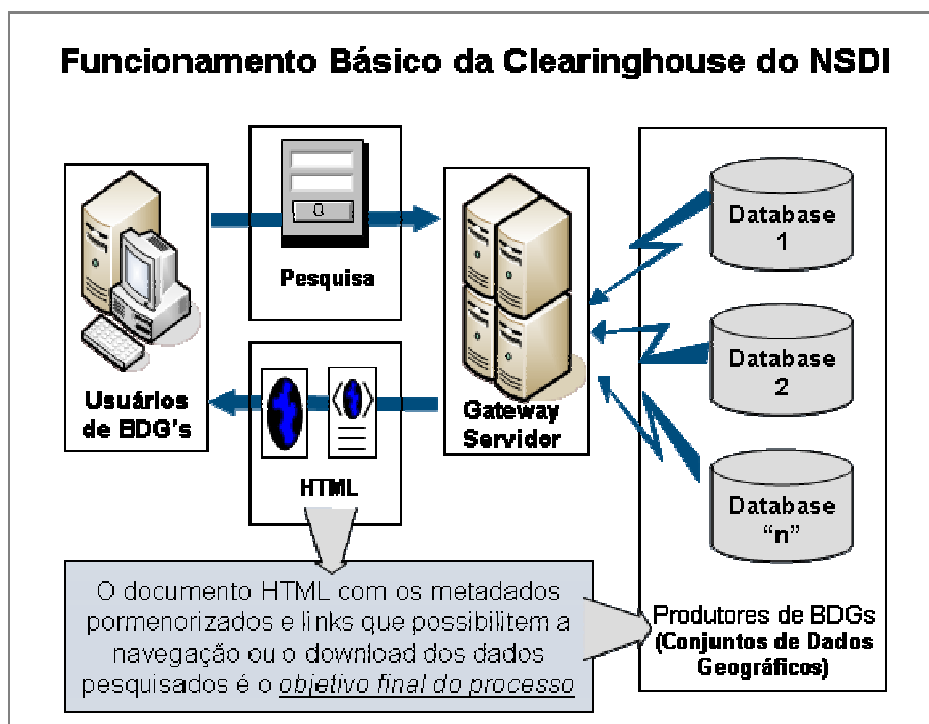 Funcionamento Básico da Clearinghouse do NSDI
Pesquisa
Usuários
de BDG's
Gateway
Servidor
HTML
Database
1
Database
2
Database
“n”
Produtores de BDGs
(Conjuntos de Dados
Geográficos)
O documento HTML com os metadados
pormenorizados e links que possibilitem a
navegação ou o download dos dados
pesquisados é o objetivo final do processo